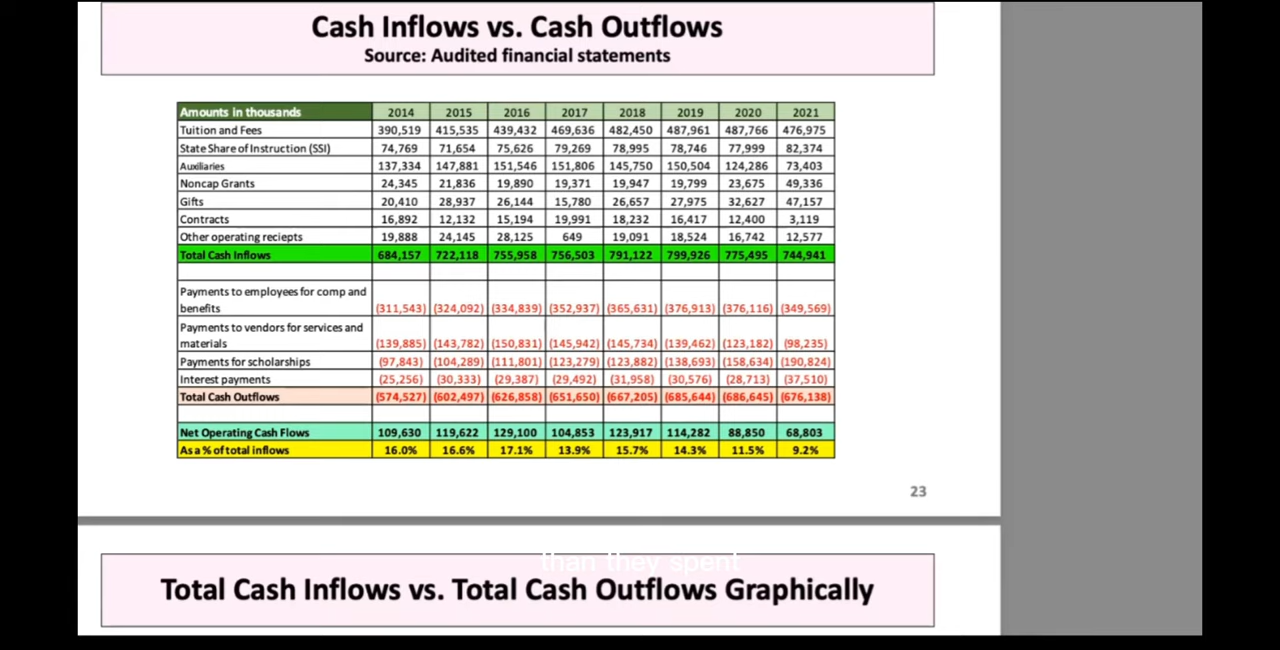 Cash Inflows vs. Cash Outflows
Source: Audited financial statements
Amounts in thousands 2014 2015 2016 2017 2018 2019 2020 2021
Tuition and Fees 390,519 415,535 439,432 469,636 482,450 487,961 487,766 476,975
State Share of Instruction (SSI) 74,769 71,654 75,626 79,269 78,995 78,746 77,999 82,374
Auxiliaries 137,334 147,881 151,546 151,806 145,750 150,504 124,286 73,403
Noncap Grants 24,345 21,836 19,890 19,371 19,947 19,799 23,675 49,336
Gifts 20,410 28,937 26,144 15,780 26,657 27,975 32,627 47,157
Contracts 16,892 12,132 15,194 19,991 18,232 16,417 12,400 3,119
Other operating reciepts 19,888 24,145 28,125 649 19,091 18,524 16,742 12,577
Total Cash Inflows 684,157 722,118 755,958 756,503 791,122 799,926 775,495 744,941
Payments to employees for comp and
benefits (311,543) (324,092) (334,839) (352,937) (365,631) (376,913) (376,116) (349,569)
Payments to vendors for services and
materials (139,885) (143,782) (150,831) (145,942) (145,734) (139,462) (123,182) (98,235)
Payments for scholarships (97,843) (104,289) (111,801) (123,279) (123,882) (138,693) (158,634) (190,824)
Interest payments (25,256) (30,333) (29,387) (29,492) (31,958) (30,576) (28,713) (37,510)
Total Cash Outflows (574,527) (602,497) (626,858) (651,650) (667,205) (685,644) (686,645) (676,138)
Net Operating Cash Flows 109,630 119,622 129,100 104,853 123,917 114,282 88,850 68,803
As a % of total inflows 16.0% 16.6% 17.1% 13.9% 15.7% 14.3% 11.5% 9.2%
23
than they spent
Total Cash Inflows vs. Total Cash Outflows Graphically